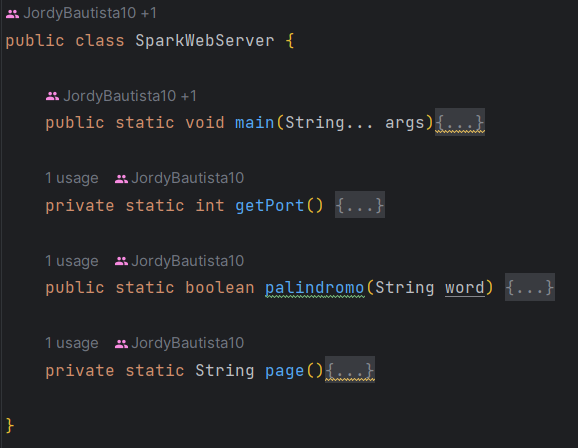 JordyBautista10 +1
public class SparkWebServer {
JordyBautista10 +1
public static void main(String... args){...}
1 usage JordyBautista10
private static int getPort() {...}
1 usage JordyBautista10
public static boolean palindromo(String word) {...}
1 usage JordyBautista10
private static String page(){...}
}